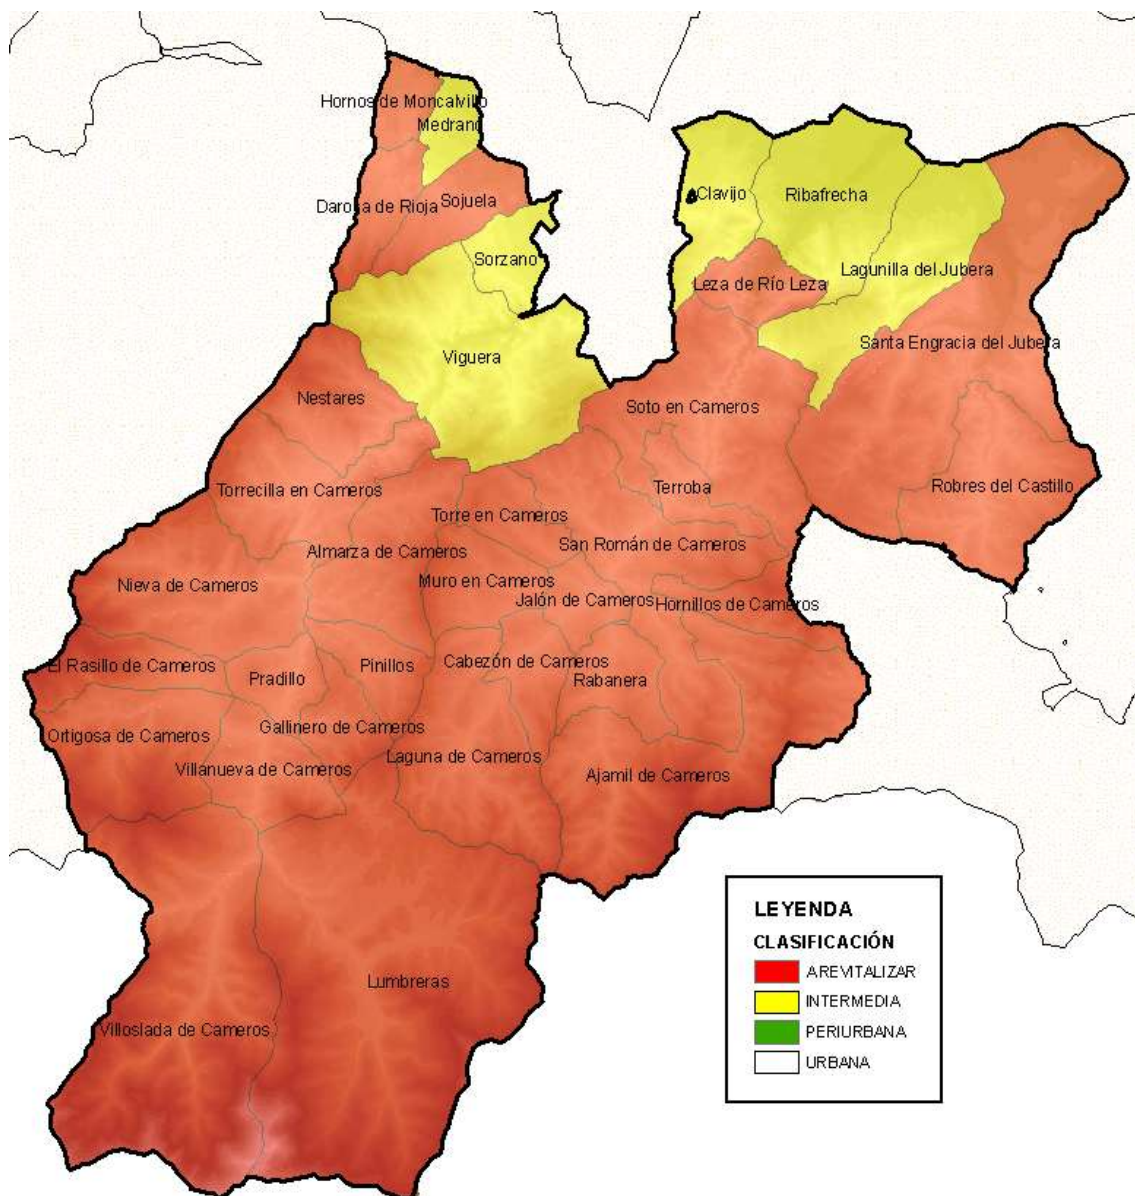 Hornos de Moncalvillo
Medrano
Daroca de Rioja
Sojuela
Sorzano
Clavijo
Ribafrecha
Lagunilla del Jubera
Leza de Río Leza
Santa Engracia del Jubera
Viguera
Nestares
Soto en Cameros
Torrecilla en Cameros
Terroba
Robres del Castillo
Torre en Cameros
Almarza de Cameros
San Román de Cameros
Nieva de Cameros
Muro en Cameros
Jalón de Cameros
Hornillos de Cameros
El Rasillo de Cameros
Pradillo
Pinillos
Cabezón de Cameros
Rabanera
Ortigosa de Cameros
Gallinero de Cameros
Villanueva de Cameros
Laguna de Cameros
Ajamil de Cameros
Lumbreras
Villoslada de Cameros
LEYENDA
CLASIFICACIÓN
AREVITALIZAR
INTERMEDIA
PERIURBANA
URBANA